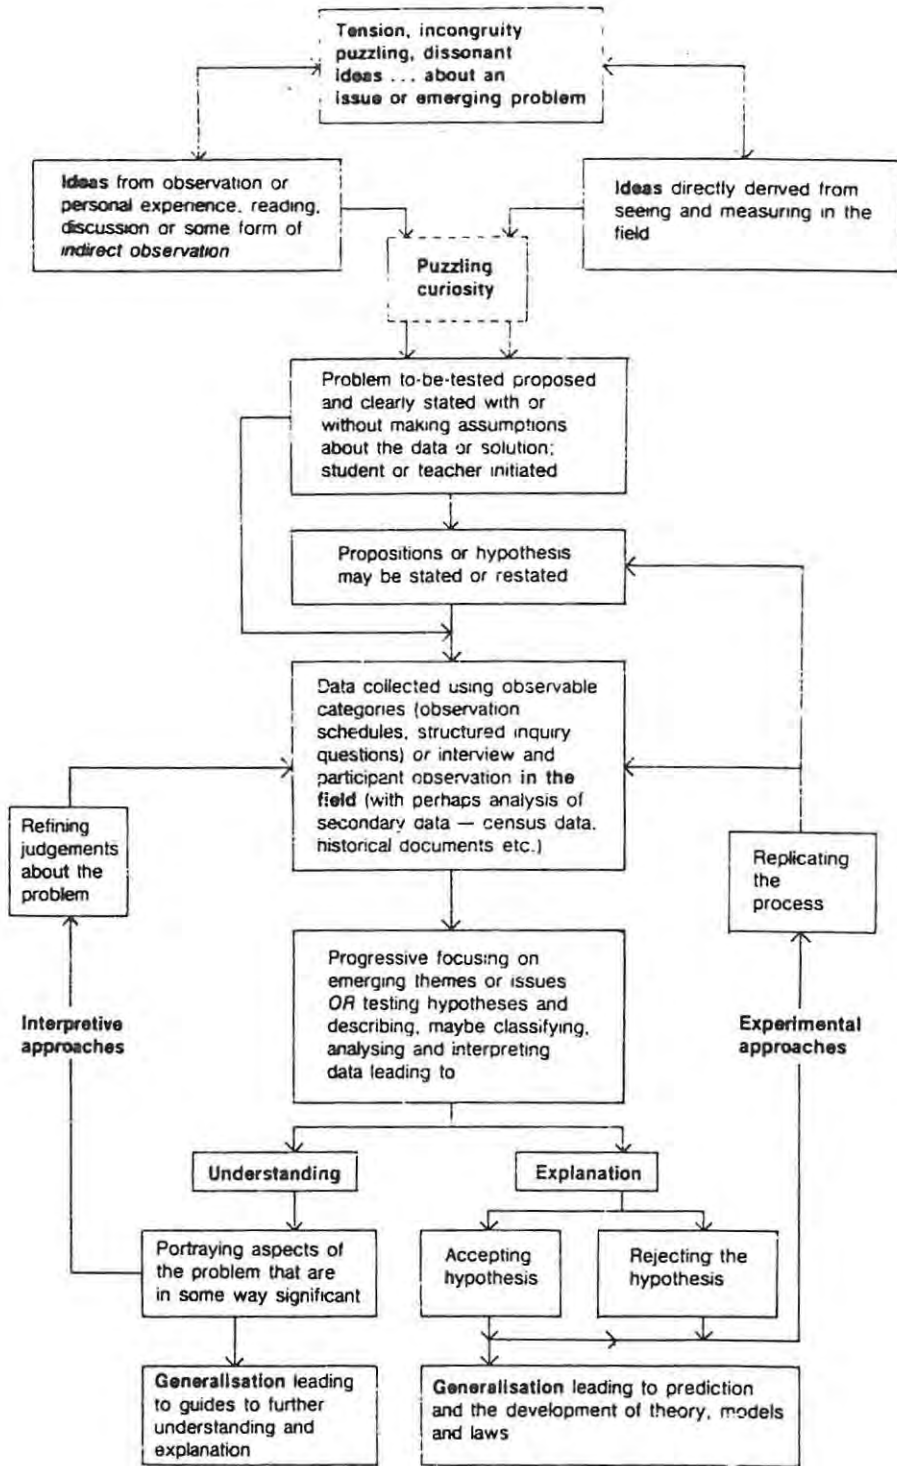 Tension, incongruity
puzzling, dissonant
ideas ... about an
issue or emerging problem
Ideas from observation or
personal experience, reading,
discussion or some form of
indirect observation
Ideas directly derived from
seeing and measuring in the
field
Puzzling
curiosity
Problem to-be-tested proposed
and clearly stated with or
without making assumptions
about the data or solution;
student or teacher initiated
Propositions or hypothesis
may be stated or restated
Data collected using observable
categories (observation
schedules, structured inquiry
questions) or interview and
participant observation in the
field (with perhaps analysis of
secondary data — census data,
historical documents etc.)
Refining
judgements
about the
problem
Replicating
the
process
Progressive focusing on
emerging themes or issues
OR testing hypotheses and
describing, maybe classifying,
analysing and interpreting
data leading to
Interpretive
approaches
Experimental
approaches
Understanding
Explanation
Portraying aspects of
the problem that are
in some way significant
Accepting
hypothesis
Rejecting the
hypothesis
Generalisation leading
to guides to further
understanding and
explanation
Generalisation leading to prediction
and the development of theory, models
and laws